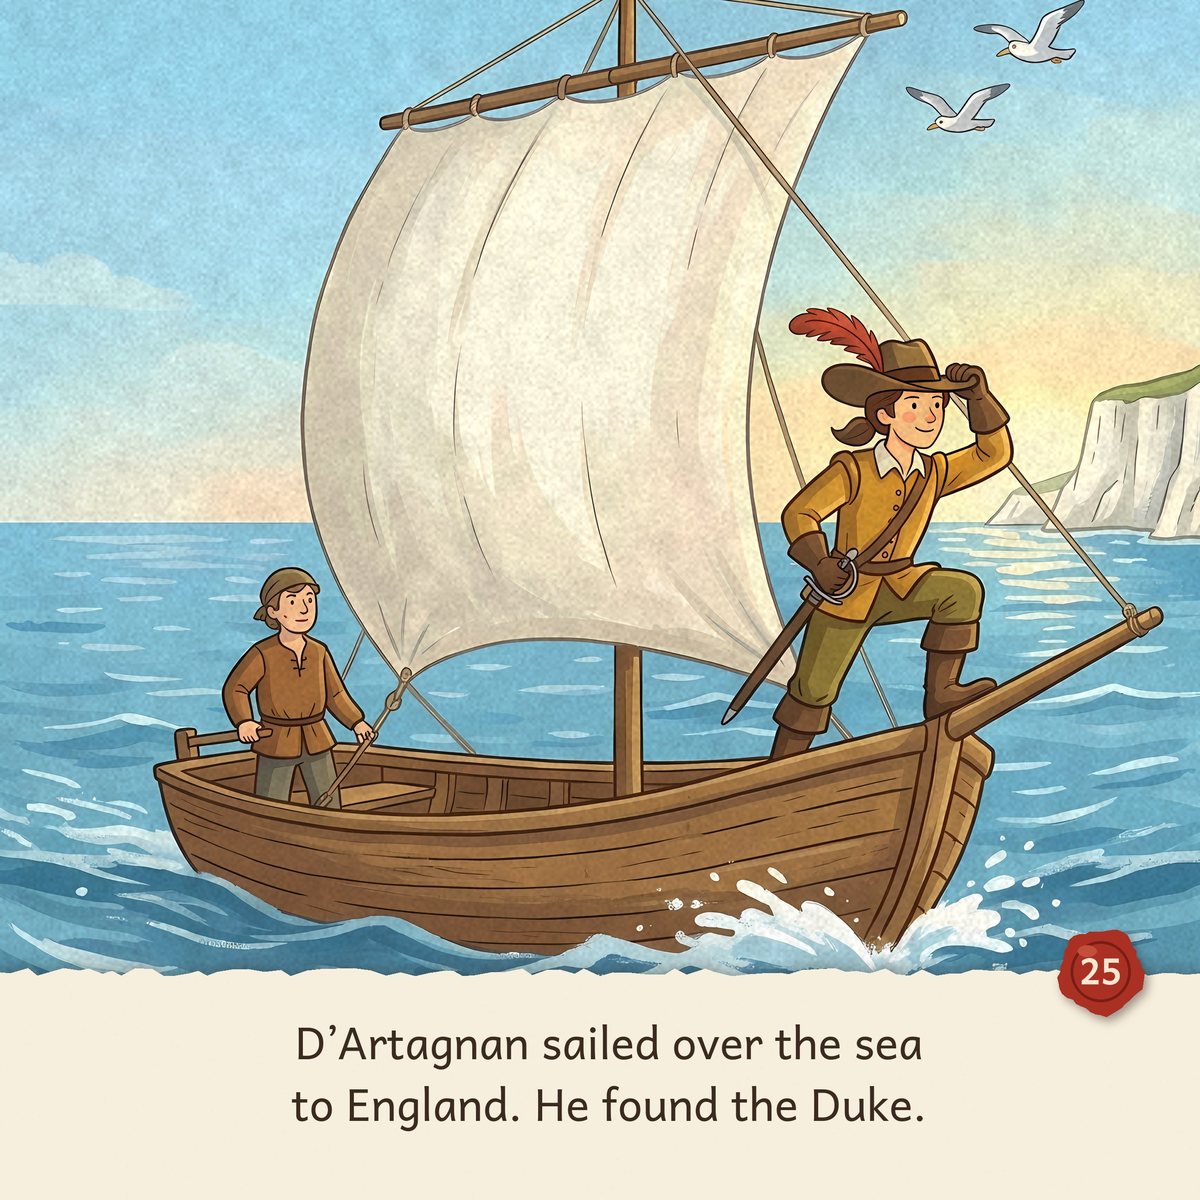 25
D’Artagnan sailed over the sea
to England. He found the Duke.